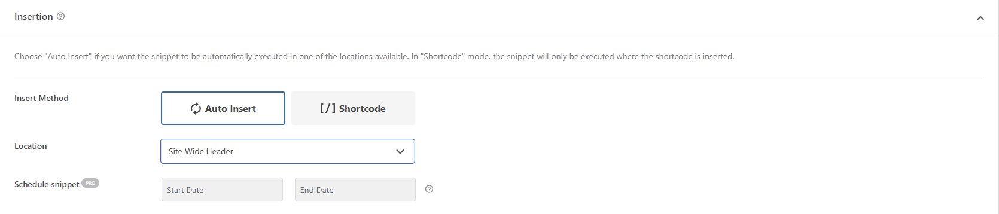 Insertion
Choose "Auto Insert" if you want the snippet to be automatically executed in one of the locations available. In "Shortcode" mode, the snippet will only be executed where the shortcode is inserted.
Insert Method
Auto Insert
[/] Shortcode
Location
Site Wide Header
Schedule snippet PRO
Start Date
End Date